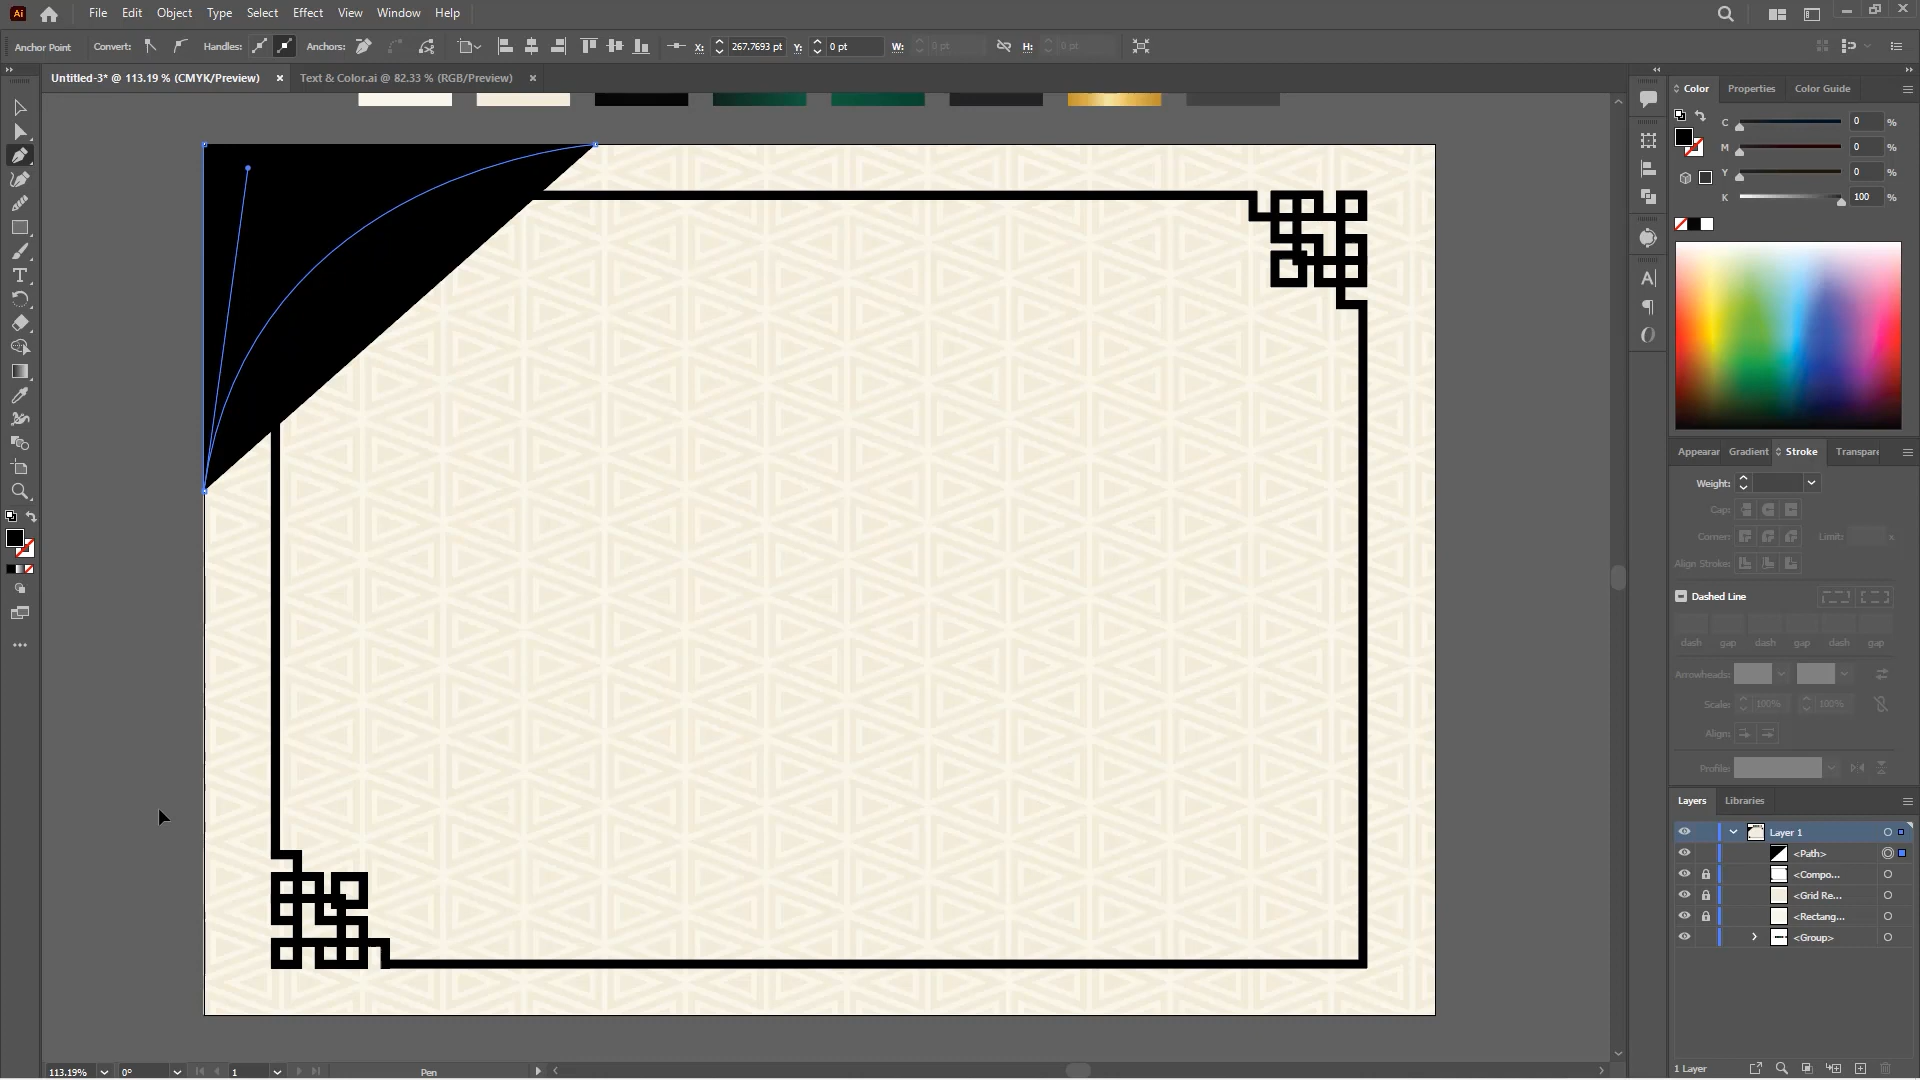 Ai
File Edit Object Type Select Effect View Window Help
Anchor Point Convert: Handles: Anchors: X: 267.7693 pt Y: 0 pt W: 0 pt H: 0 pt
Untitled-3* @ 113.19 % (CMYK/Preview) × Text & Color.ai @ 82.33 % (RGB/Preview) ×
Color Properties Color Guide
C 0 %
M 0 %
Y 0 %
K 100 %
Appearar Gradient Stroke Transpare
Weight:
Cap:
Corner: Limit: x
Align Stroke:
Dashed Line
dash gap dash gap dash gap
Arrowheads:
Scale: 100% 100%
Align:
Profile:
Layers Libraries
Layer 1
<Path>
<Compo...
<Grid Re...
<Rectang...
<Group>
113.19% 0° 1 Pen
1 Layer